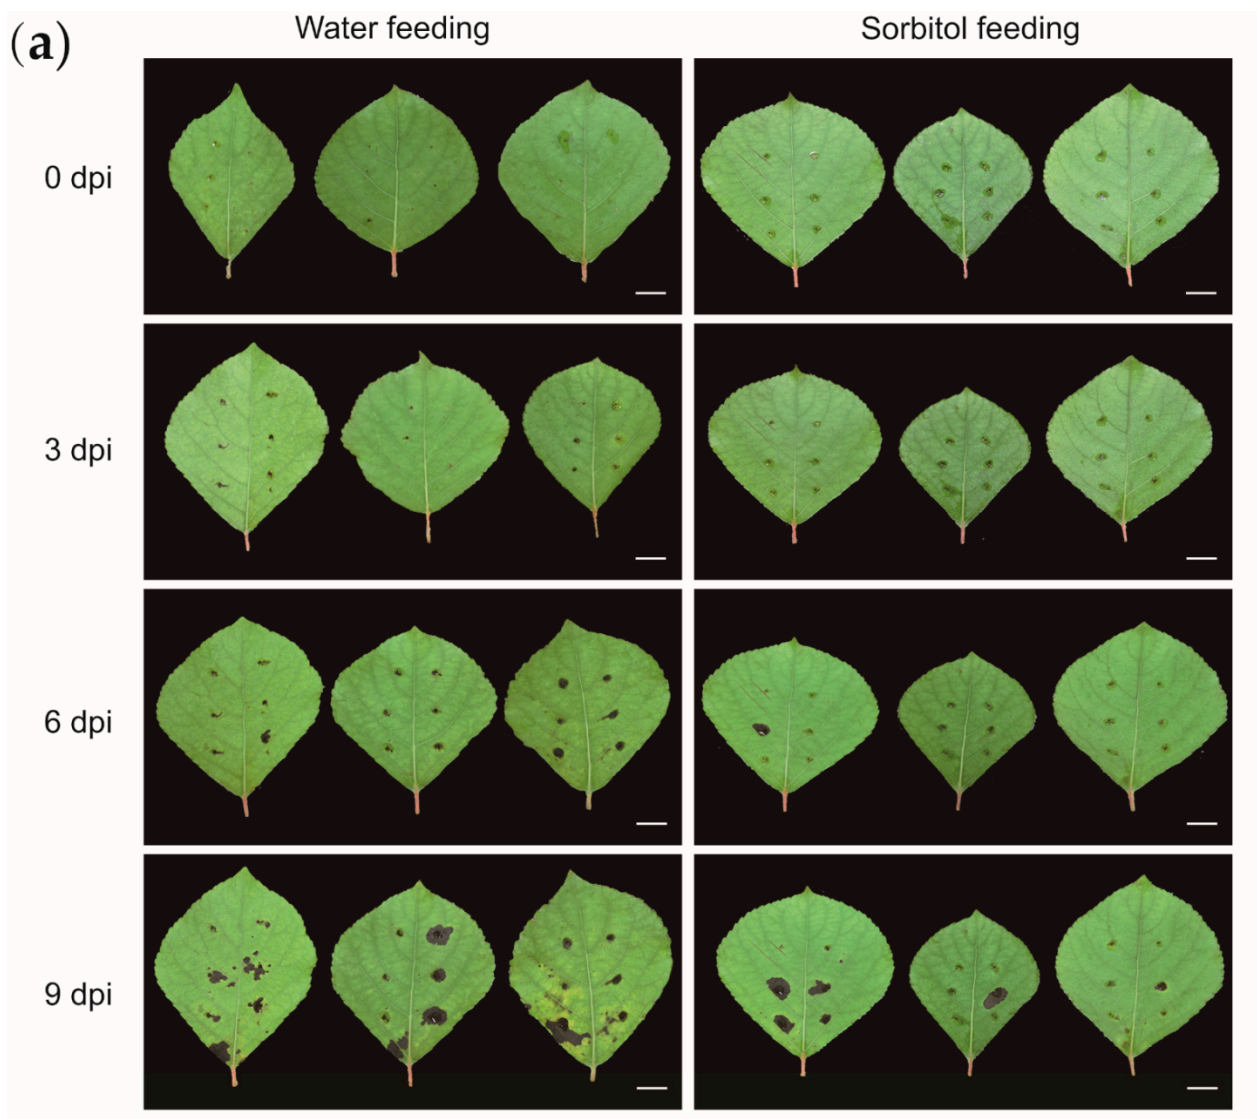 (a)
Water feeding
Sorbitol feeding
0 dpi
3 dpi
6 dpi
9 dpi